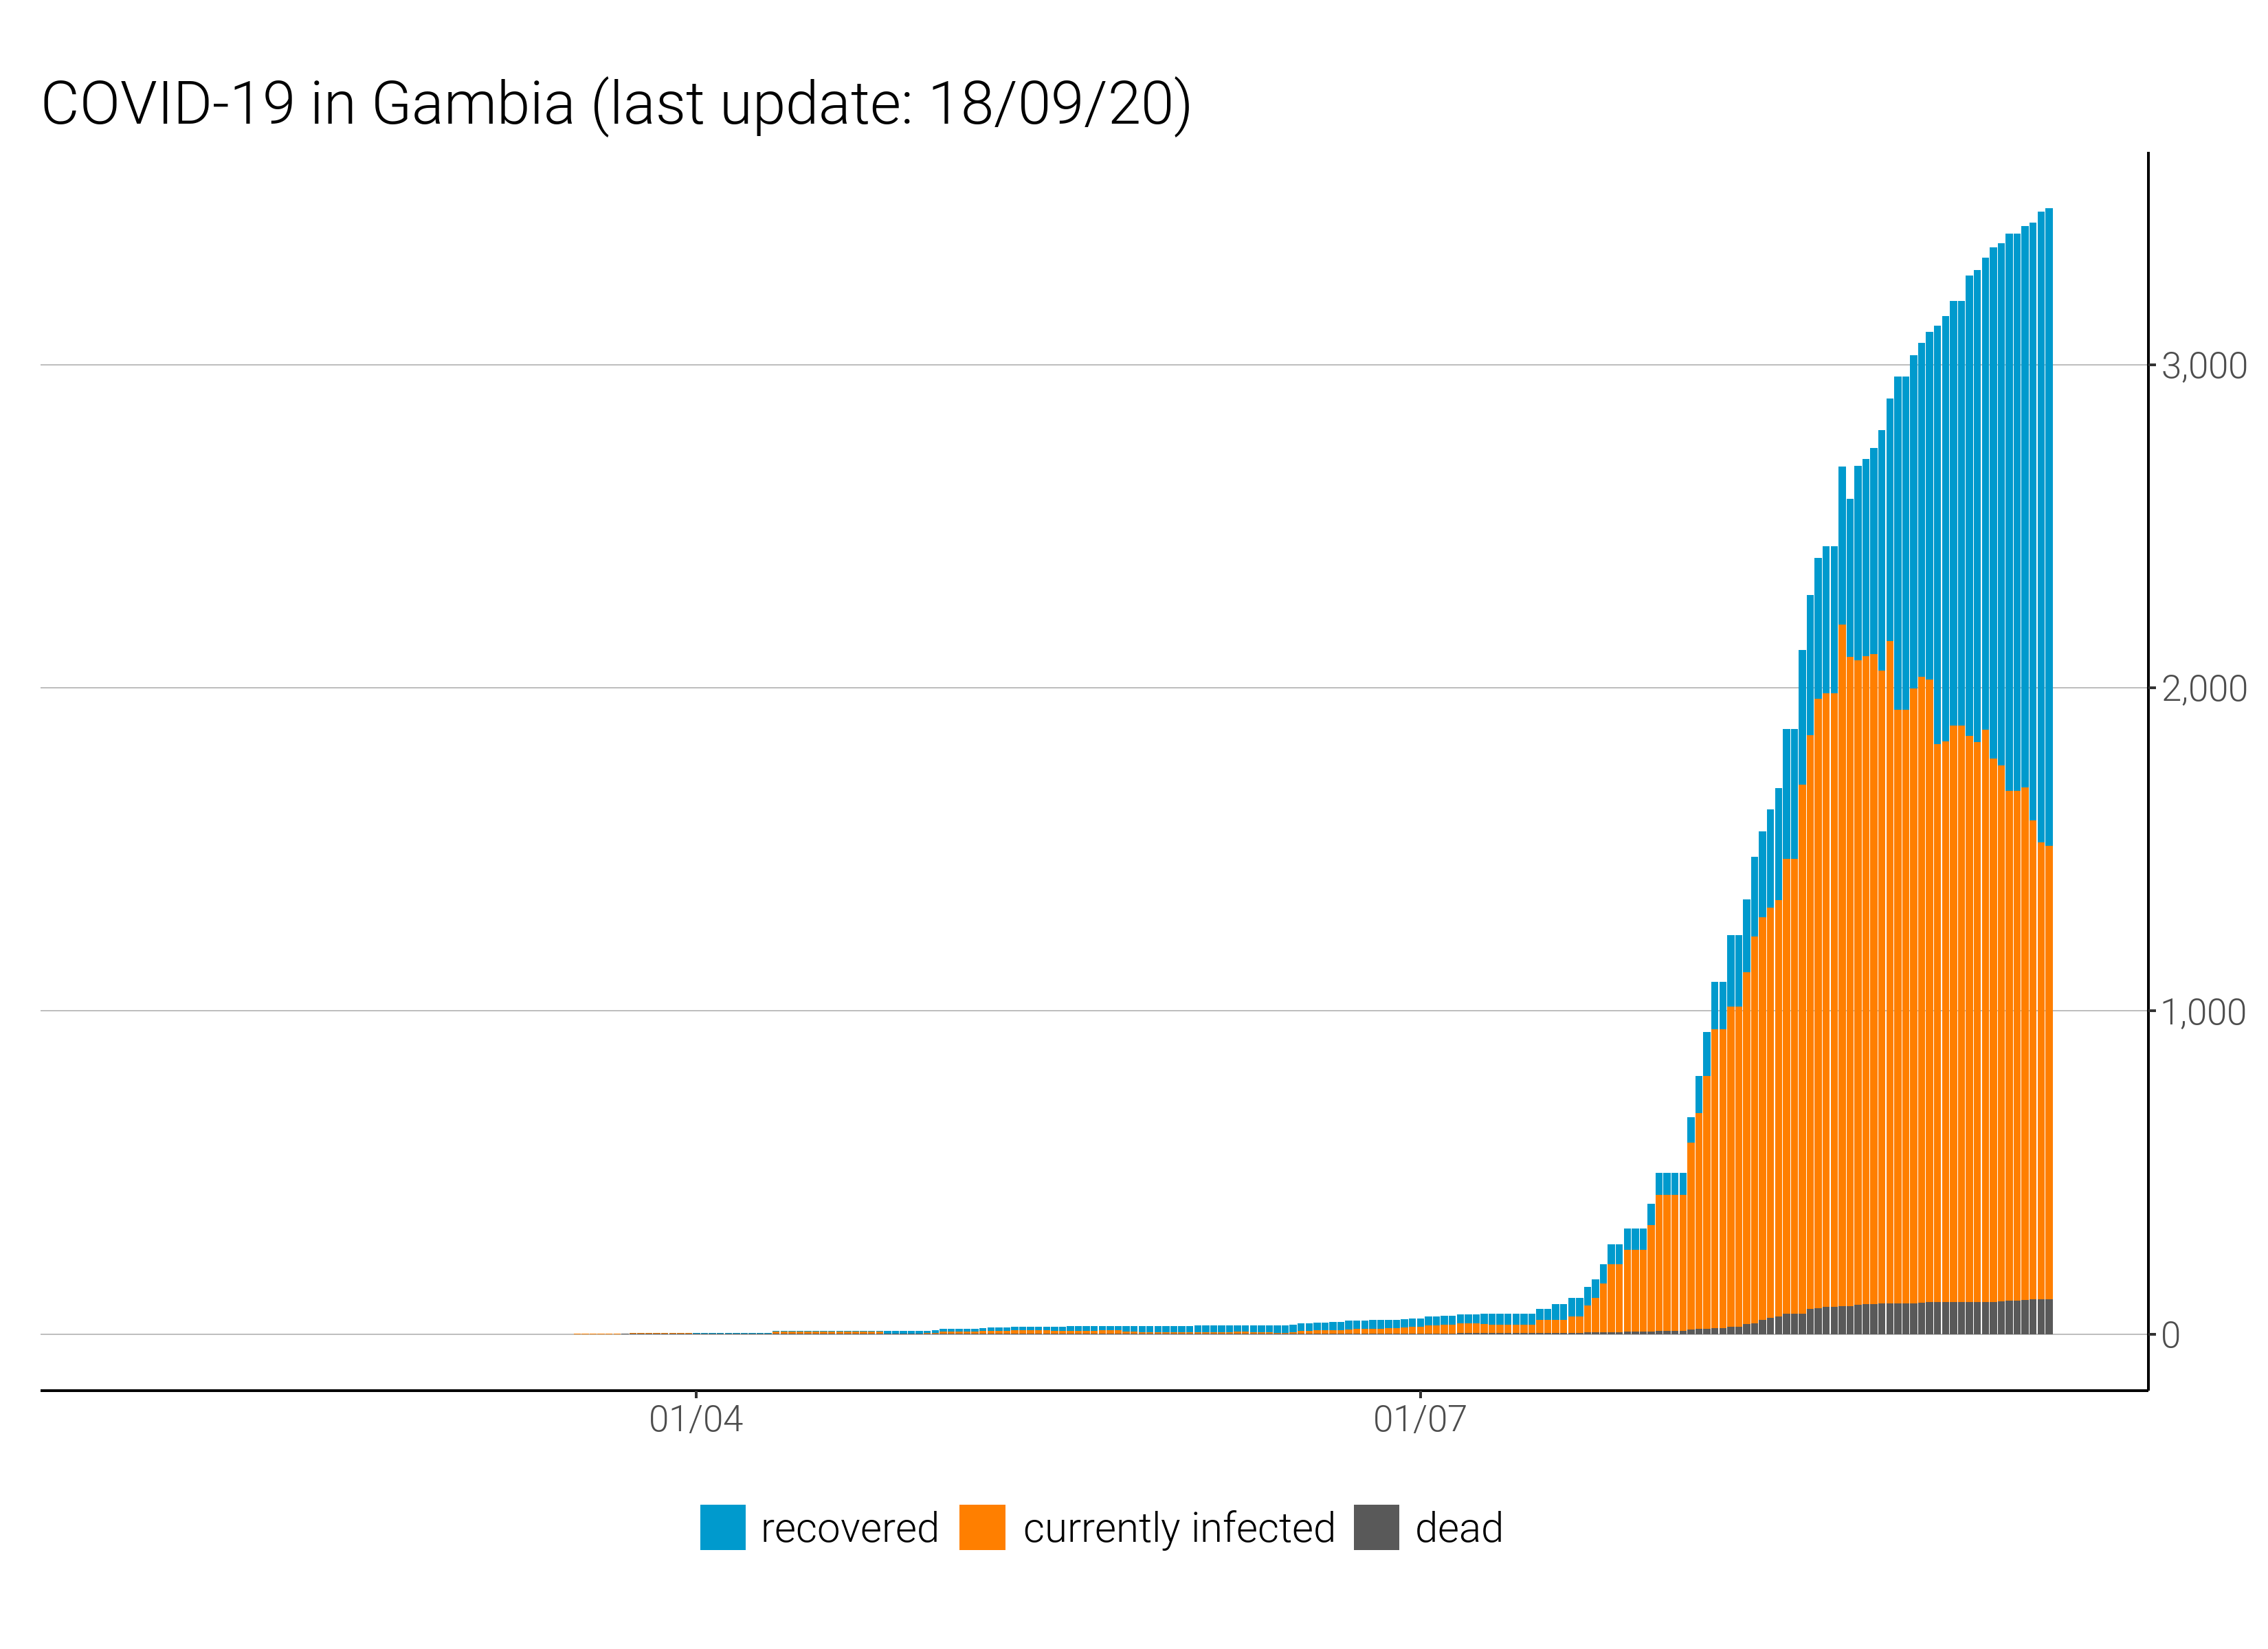 COVID-19 in Gambia (last update: 18/09/20)
3,000
2,000
1,000
0
01/04 01/07
recovered currently infected dead